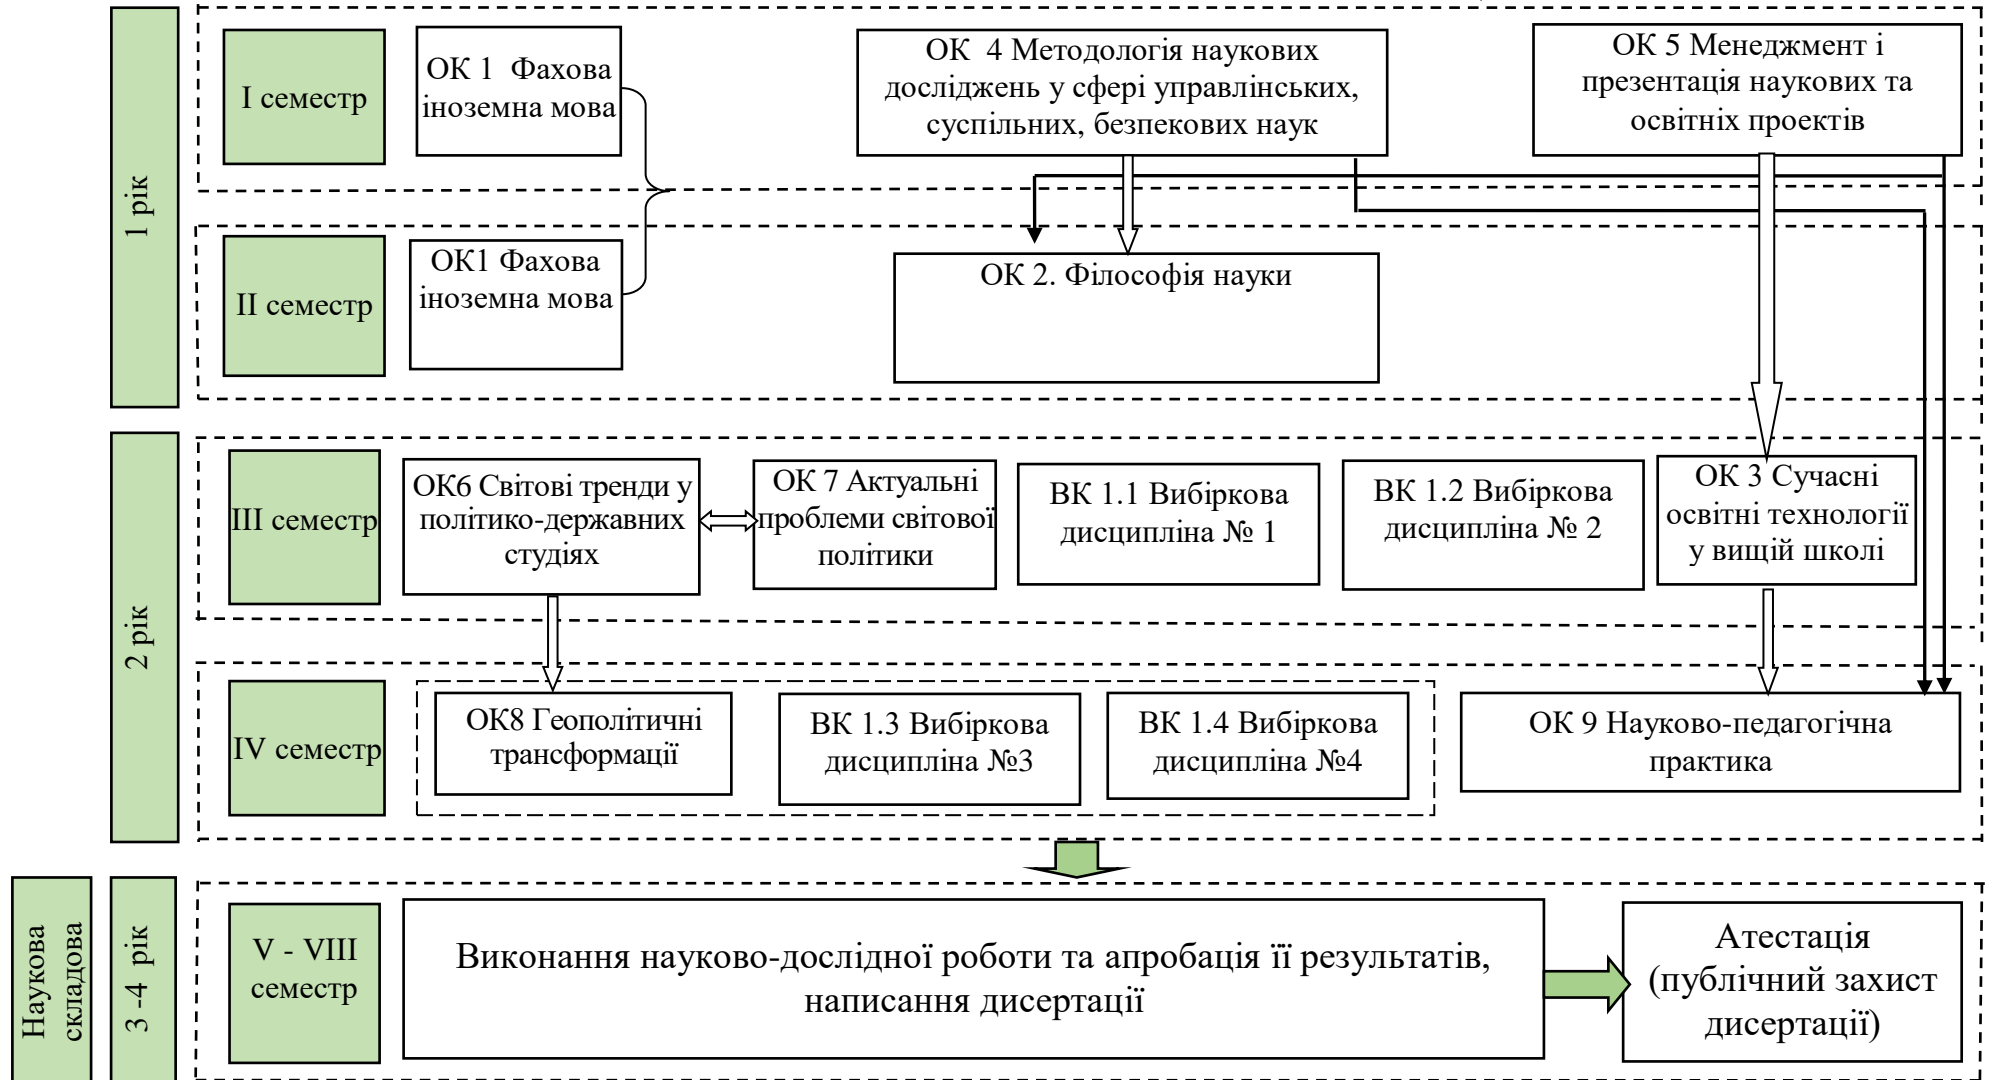 1 рік
I семестр
ОК 1 Фахова
іноземна мова
ОК 4 Методологія наукових
досліджень у сфері управлінських,
суспільних, безпекових наук
ОК 5 Менеджмент і
презентація наукових та
освітніх проектів
II семестр
ОК1 Фахова
іноземна мова
ОК 2. Філософія науки
2 рік
III семестр
ОК6 Світові тренди у
політико-державних
студіях
ОК 7 Актуальні
проблеми світової
політики
ВК 1.1 Вибіркова
дисципліна № 1
ВК 1.2 Вибіркова
дисципліна № 2
ОК 3 Сучасні
освітні технології
у вищій школі
IV семестр
ОК8 Геополітичні
трансформації
ВК 1.3 Вибіркова
дисципліна №3
ВК 1.4 Вибіркова
дисципліна №4
ОК 9 Науково-педагогічна
практика
Наукова
складова
3 -4 рік
V - VIII
семестр
Виконання науково-дослідної роботи та апробація її результатів,
написання дисертації
Атестація
(публічний захист
дисертації)